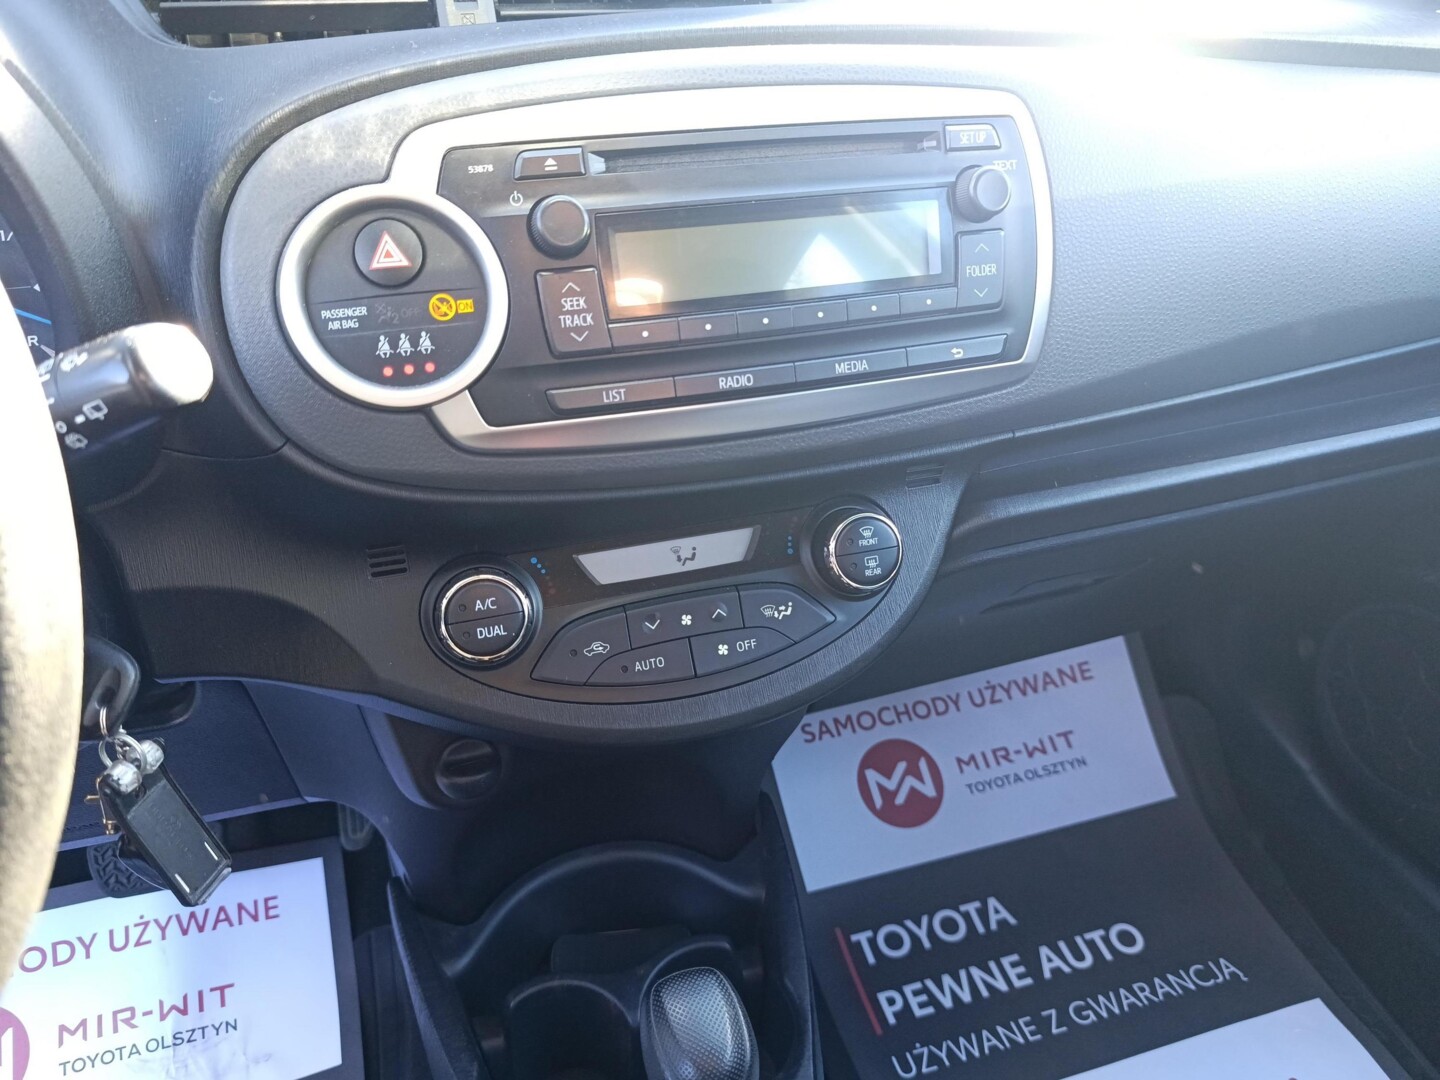 SET UP
TEXT
53878
SEEK
TRACK
FOLDER
LIST
RADIO
MEDIA
PASSENGER
AIR BAG
OFF
ON
FRONT
REAR
A/C
DUAL
AUTO
OFF
SAMOCHODY UŻYWANE
MIR-WIT
TOYOTA OLSZTYN
TOYOTA
PEWNE AUTO
UŻYWANE Z GWARANCJĄ
ODY UŻYWANE
MIR-WIT
TOYOTA OLSZTYN